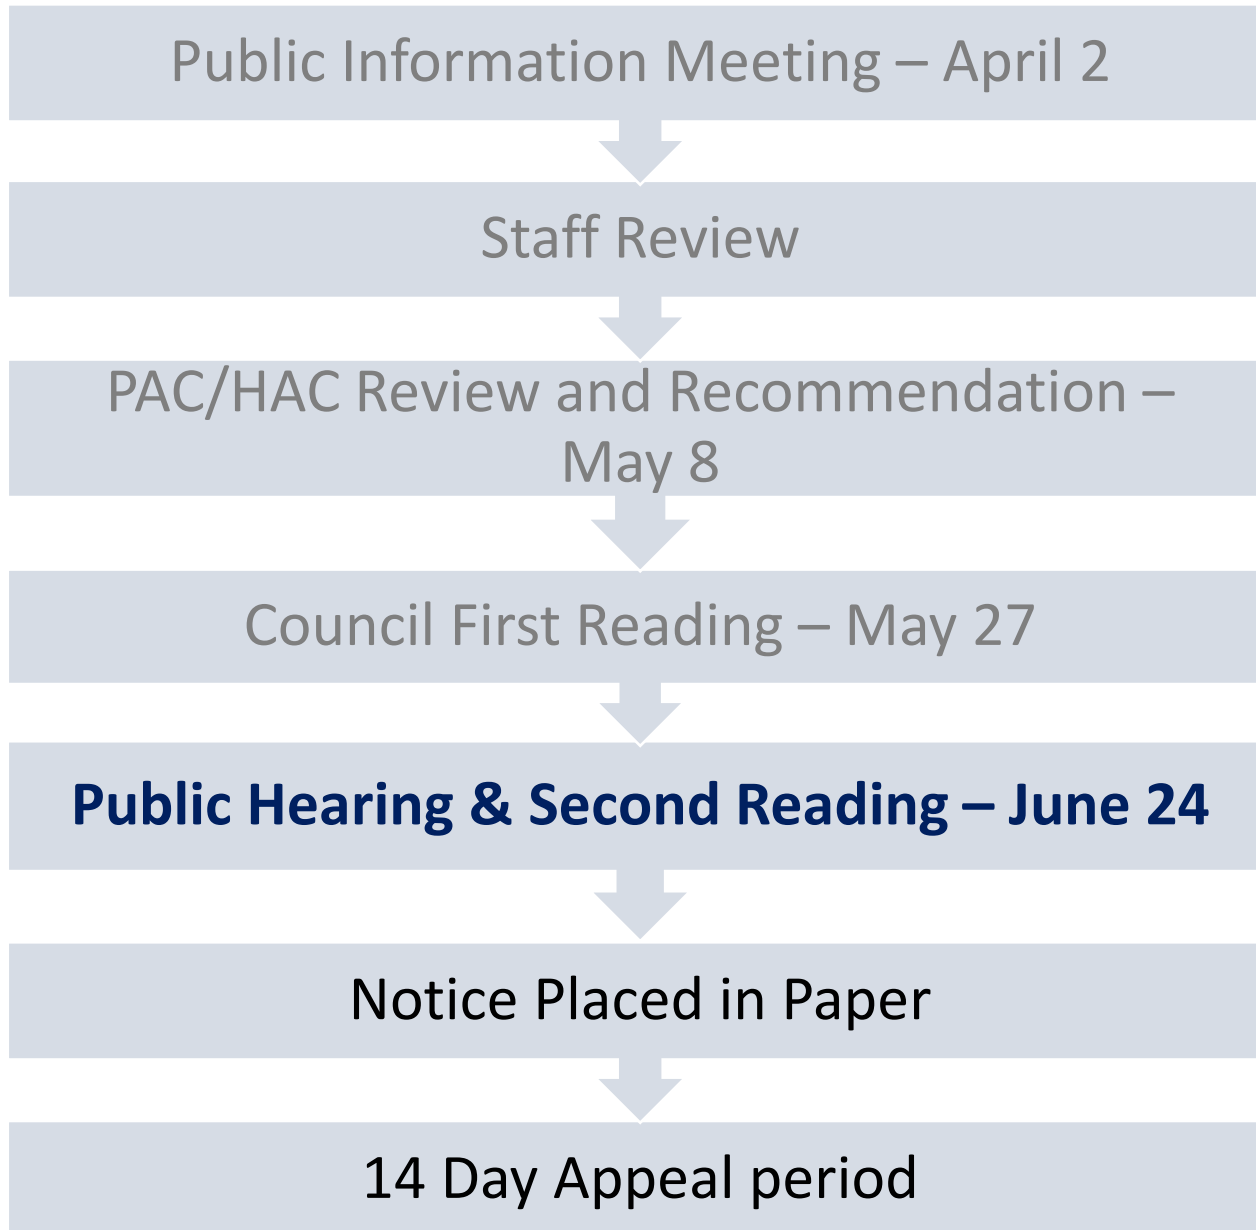 Public Information Meeting – April 2
Staff Review
PAC/HAC Review and Recommendation –
May 8
Council First Reading – May 27
Public Hearing & Second Reading – June 24
Notice Placed in Paper
14 Day Appeal period